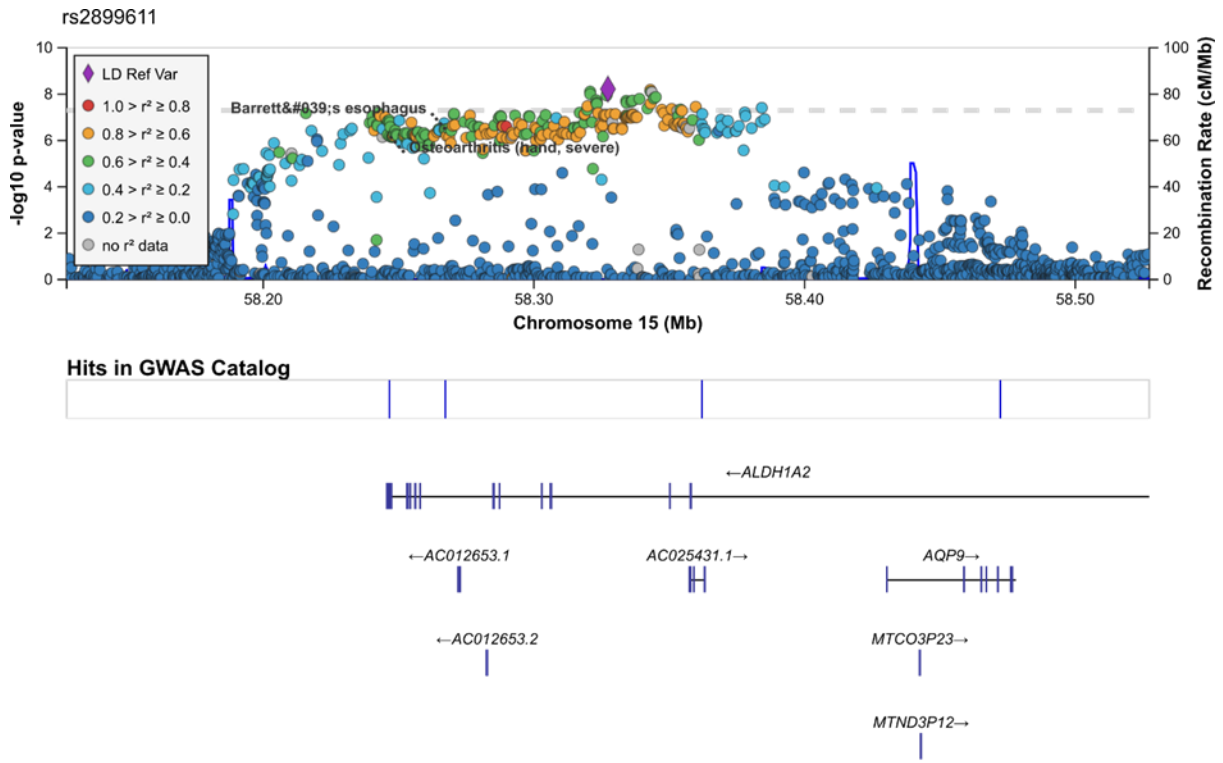 rs2899611
10
8
6
4
2
0
-log10 p-value
LD Ref Var
1.0 > r² ≥ 0.8
0.8 > r² ≥ 0.6
0.6 > r² ≥ 0.4
0.4 > r² ≥ 0.2
0.2 > r² ≥ 0.0
no r² data
Barrett&#039;s esophagus
Osteoarthritis (hand, severe)
100
80
60
40
20
0
Recombination Rate (cM/Mb)
58.20 58.30 58.40 58.50
Chromosome 15 (Mb)
Hits in GWAS Catalog
←ALDH1A2
←AC012653.1 AC025431.1→ AQP9→
←AC012653.2 MTCO3P23→
MTND3P12→